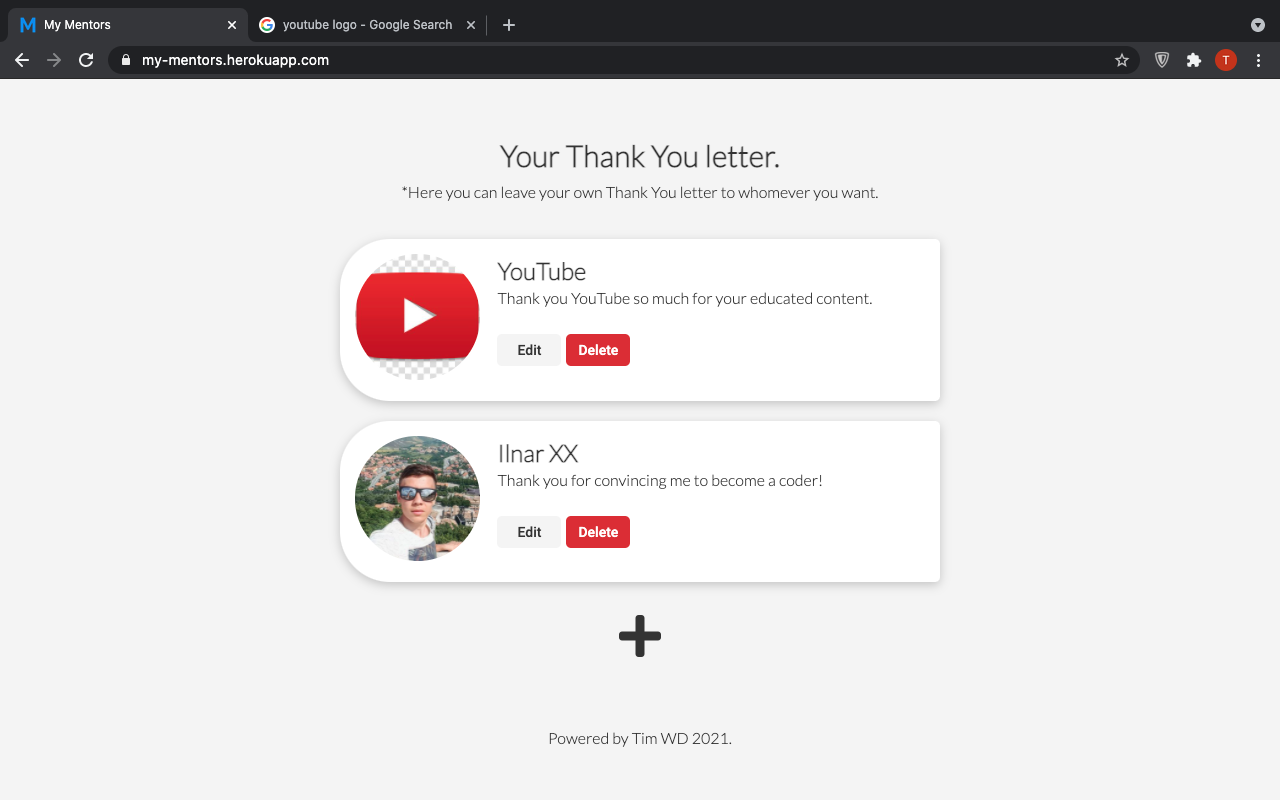 My Mentors
youtube logo - Google Search
my-mentors.herokuapp.com
T
Your Thank You letter.
*Here you can leave your own Thank You letter to whomever you want.
YouTube
Thank you YouTube so much for your educated content.
Edit Delete
Ilnar XX
Thank you for convincing me to become a coder!
Edit Delete
Powered by Tim WD 2021.